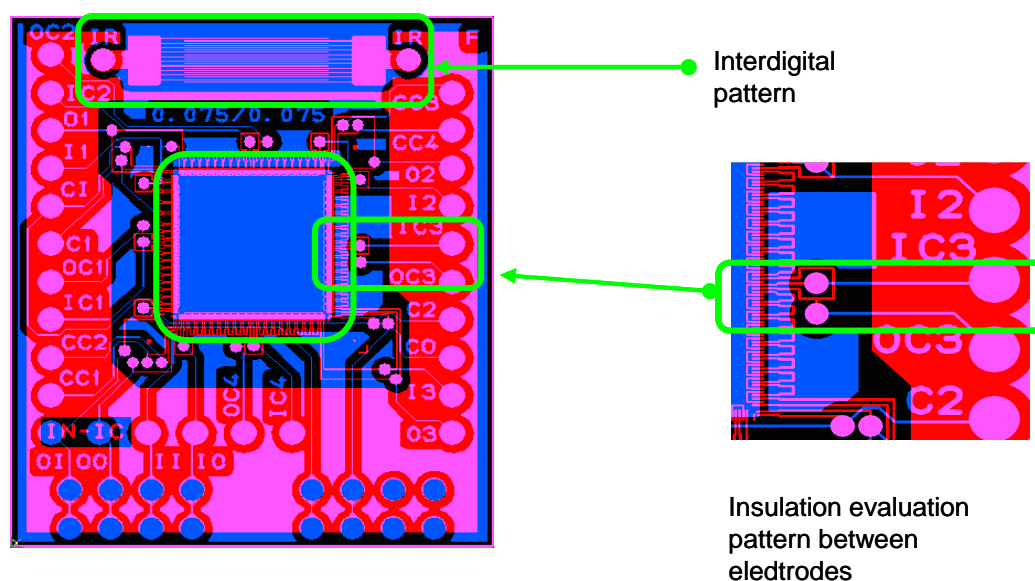 OC2 IR IR F
IC2
O1
I1
CI
C1
OC1
IC1
CC2
CC1
0.075/0.075
CC3
CC4
O2
I2
IC3
OC3
C2
CO
I3
O3
OC4
IC4
IN-IC
OI OO II IO
Interdigital
pattern
I2
IC3
OC3
C2
Insulation evaluation
pattern between
eledtrodes